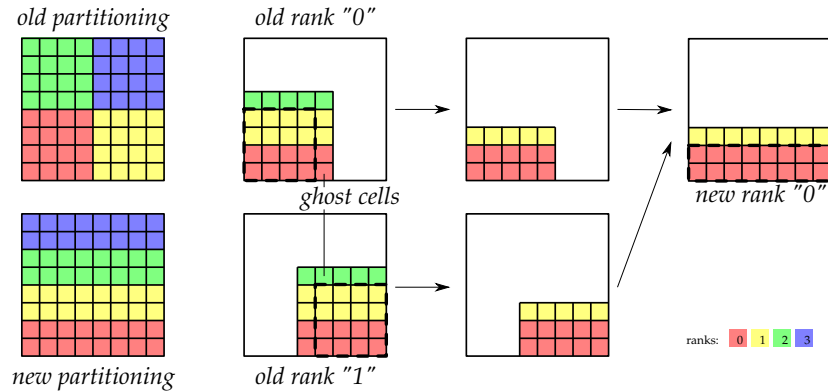 old partitioning
old rank "0"
ghost cells
new rank "0"
ranks: 0 1 2 3
new partitioning
old rank "1"